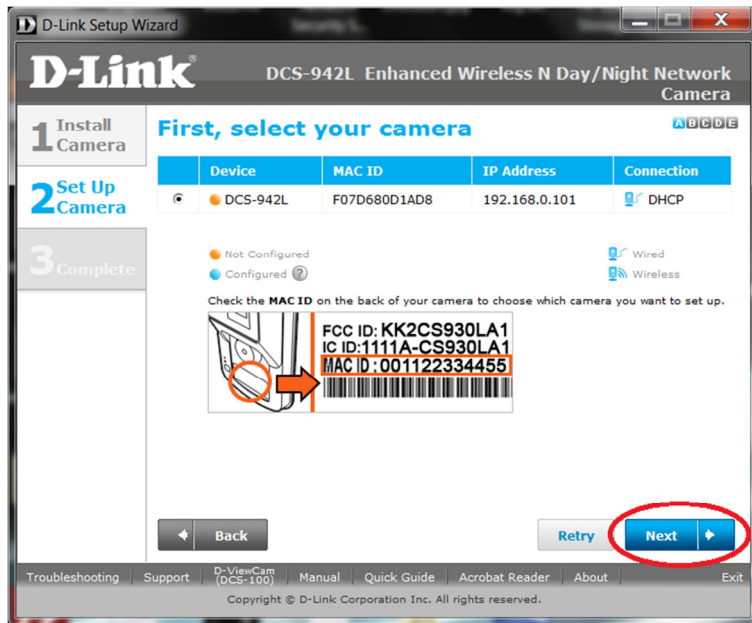 D-Link Setup Wizard
D-Link®
DCS-942L Enhanced Wireless N Day/Night Network
Camera
1 Install
Camera
2 Set Up
Camera
3 Complete
First, select your camera
A B C D E
Device MAC ID IP Address Connection
DCS-942L F07D680D1AD8 192.168.0.101 DHCP
Not Configured Wired
Configured ? Wireless
Check the MAC ID on the back of your camera to choose which camera you want to set up.
FCC ID: KK2CS930LA1
IC ID:1111A-CS930LA1
MAC ID : 001122334455
Back Retry Next
Troubleshooting Support D-ViewCam
(DCS-100) Manual Quick Guide Acrobat Reader About Exit
Copyright © D-Link Corporation Inc. All rights reserved.